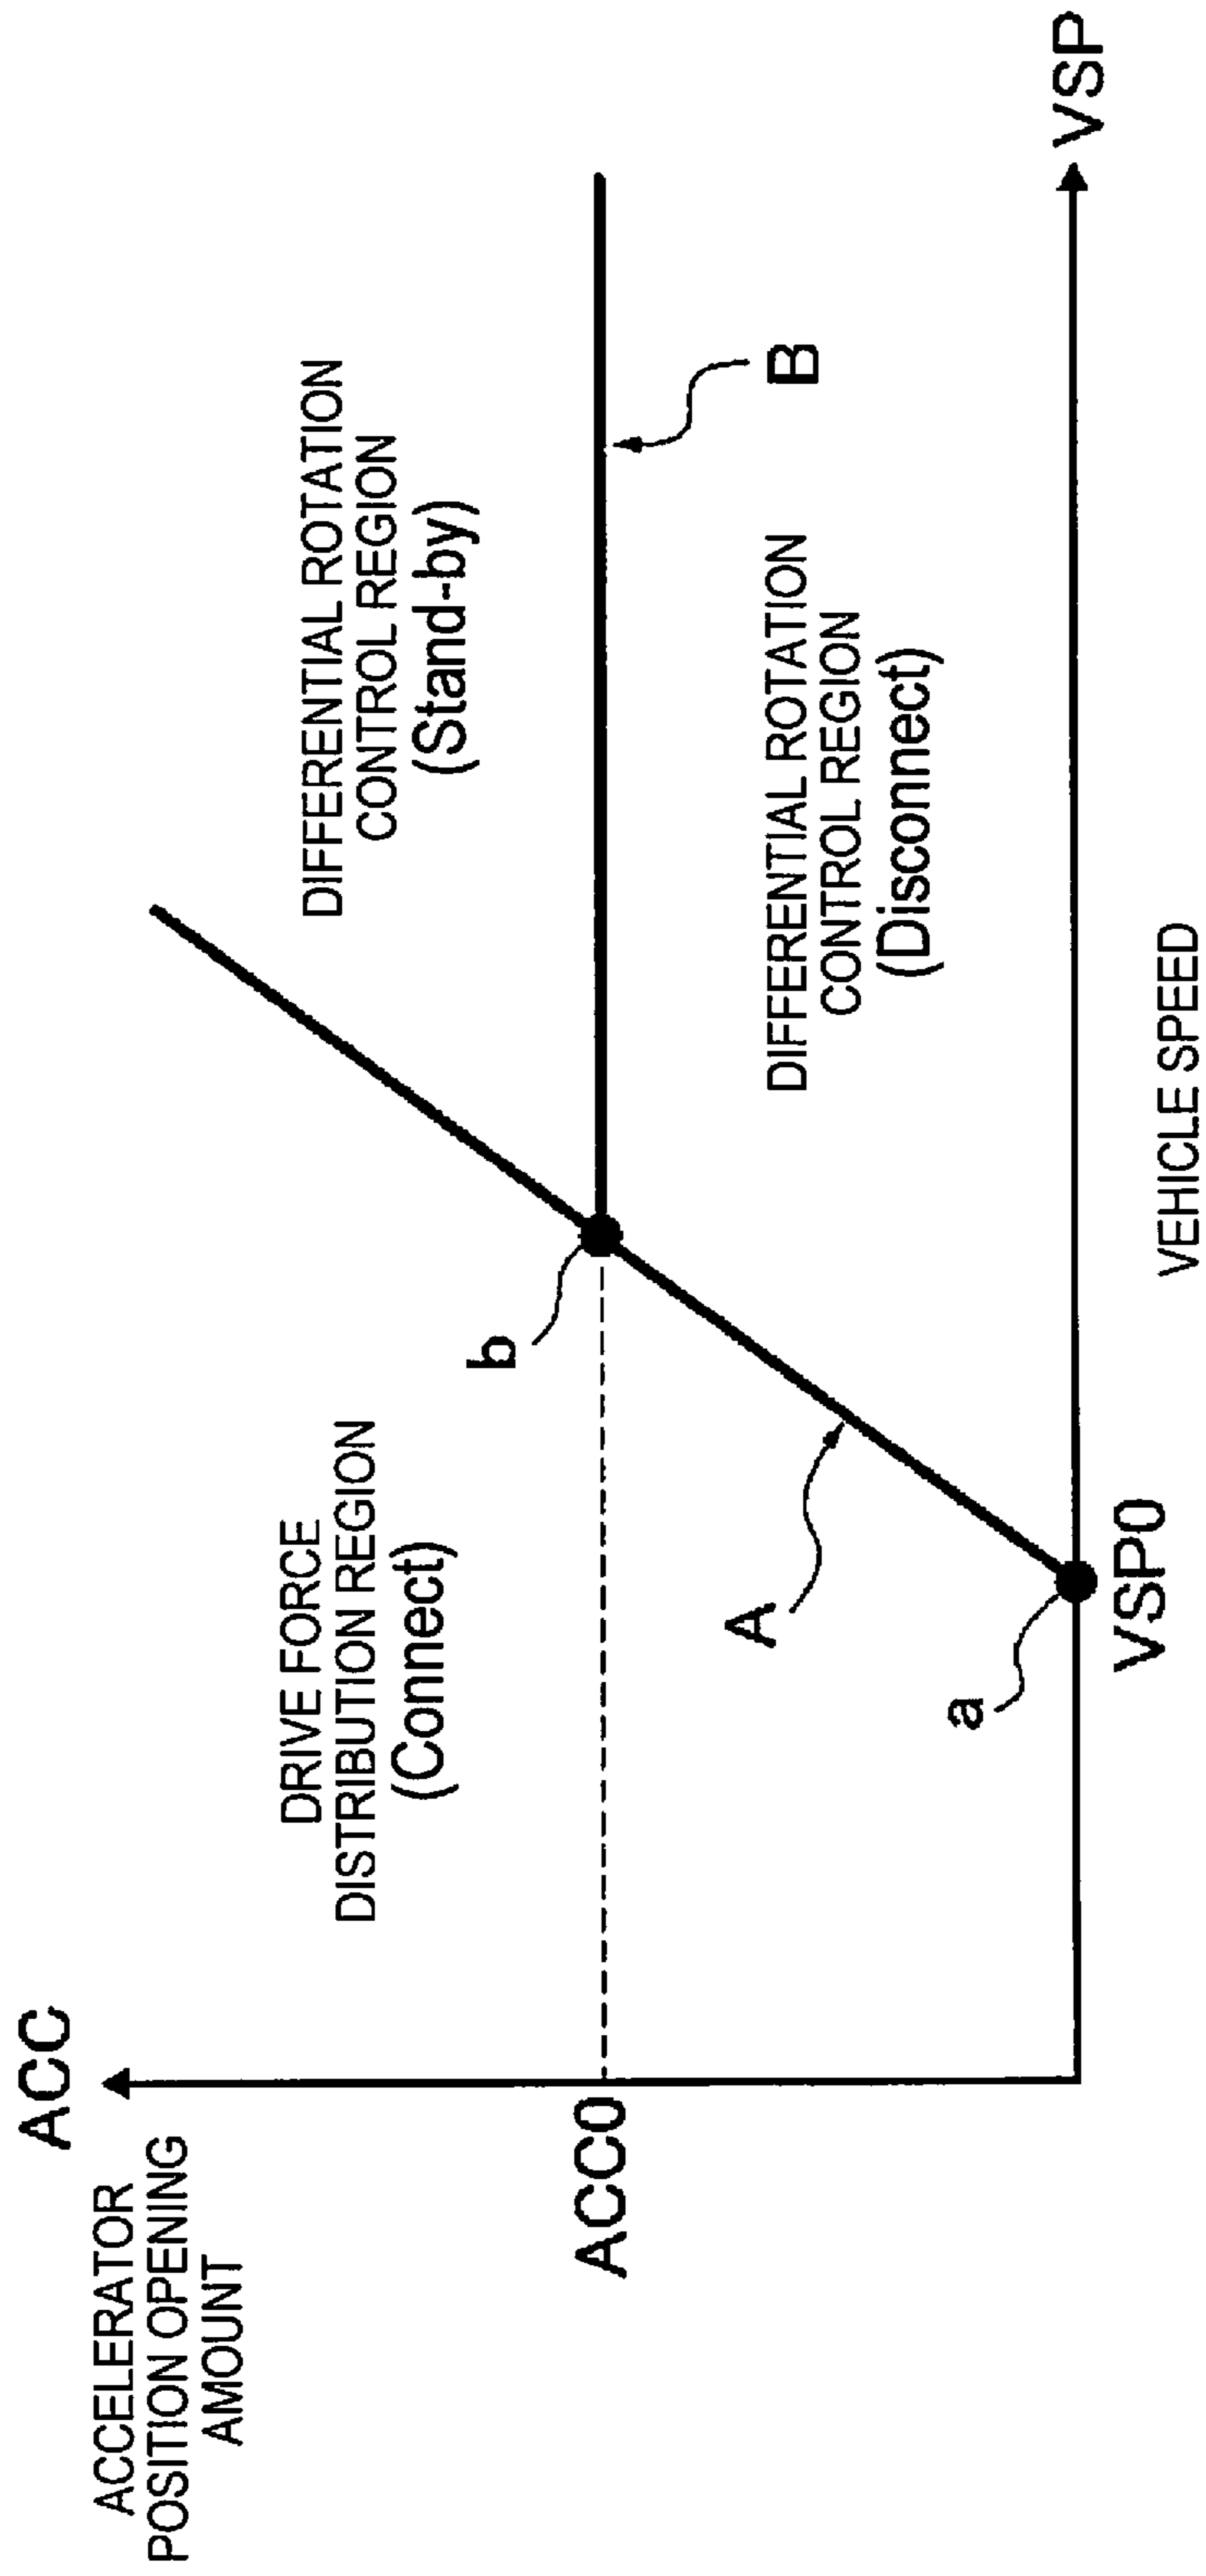 ACC
ACCELERATOR
POSITION OPENING
AMOUNT
DRIVE FORCE
DISTRIBUTION REGION
(Connect)
DIFFERENTIAL ROTATION
CONTROL REGION
(Stand-by)
b
ACC0
B
A
DIFFERENTIAL ROTATION
CONTROL REGION
(Disconnect)
a
VSP0
VSP
VEHICLE SPEED